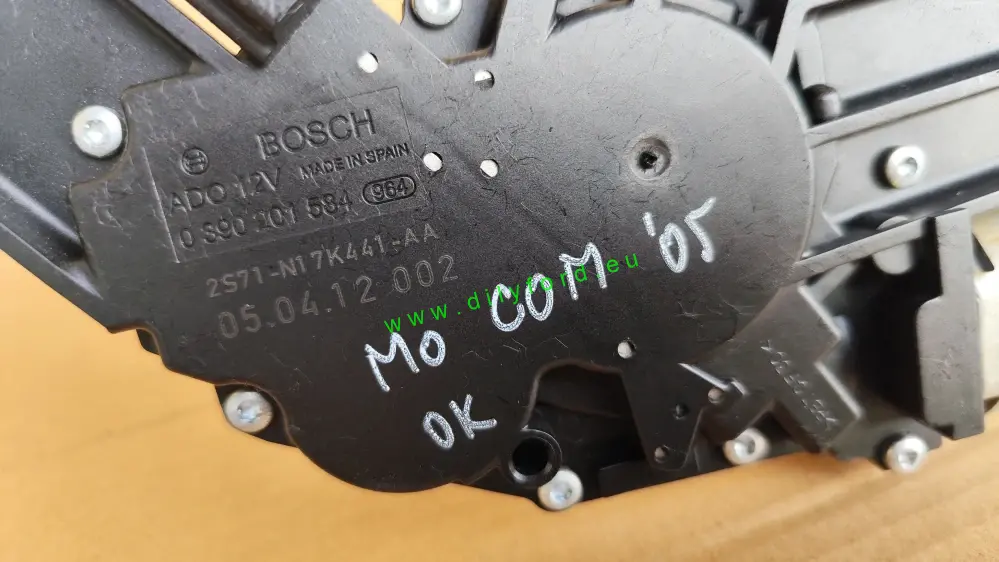 BOSCH
MADE IN SPAIN
ADO 12V
0 390 201 584 964
2S71-N17K441-AA
05.04.12 002
www.dilyford.eu
MO COM '05
OK